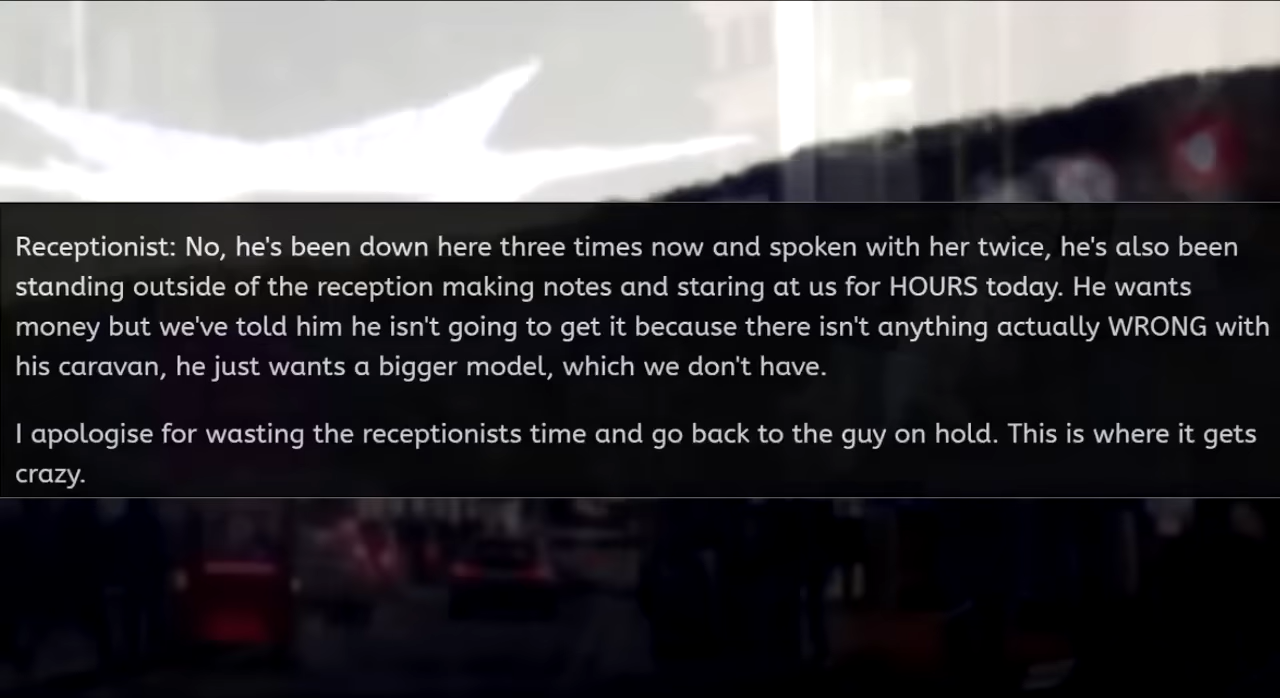 Receptionist: No, he's been down here three times now and spoken with her twice, he's also been
standing outside of the reception making notes and staring at us for HOURS today. He wants
money but we've told him he isn't going to get it because there isn't anything actually WRONG with
his caravan, he just wants a bigger model, which we don't have.
I apologise for wasting the receptionists time and go back to the guy on hold. This is where it gets
crazy.